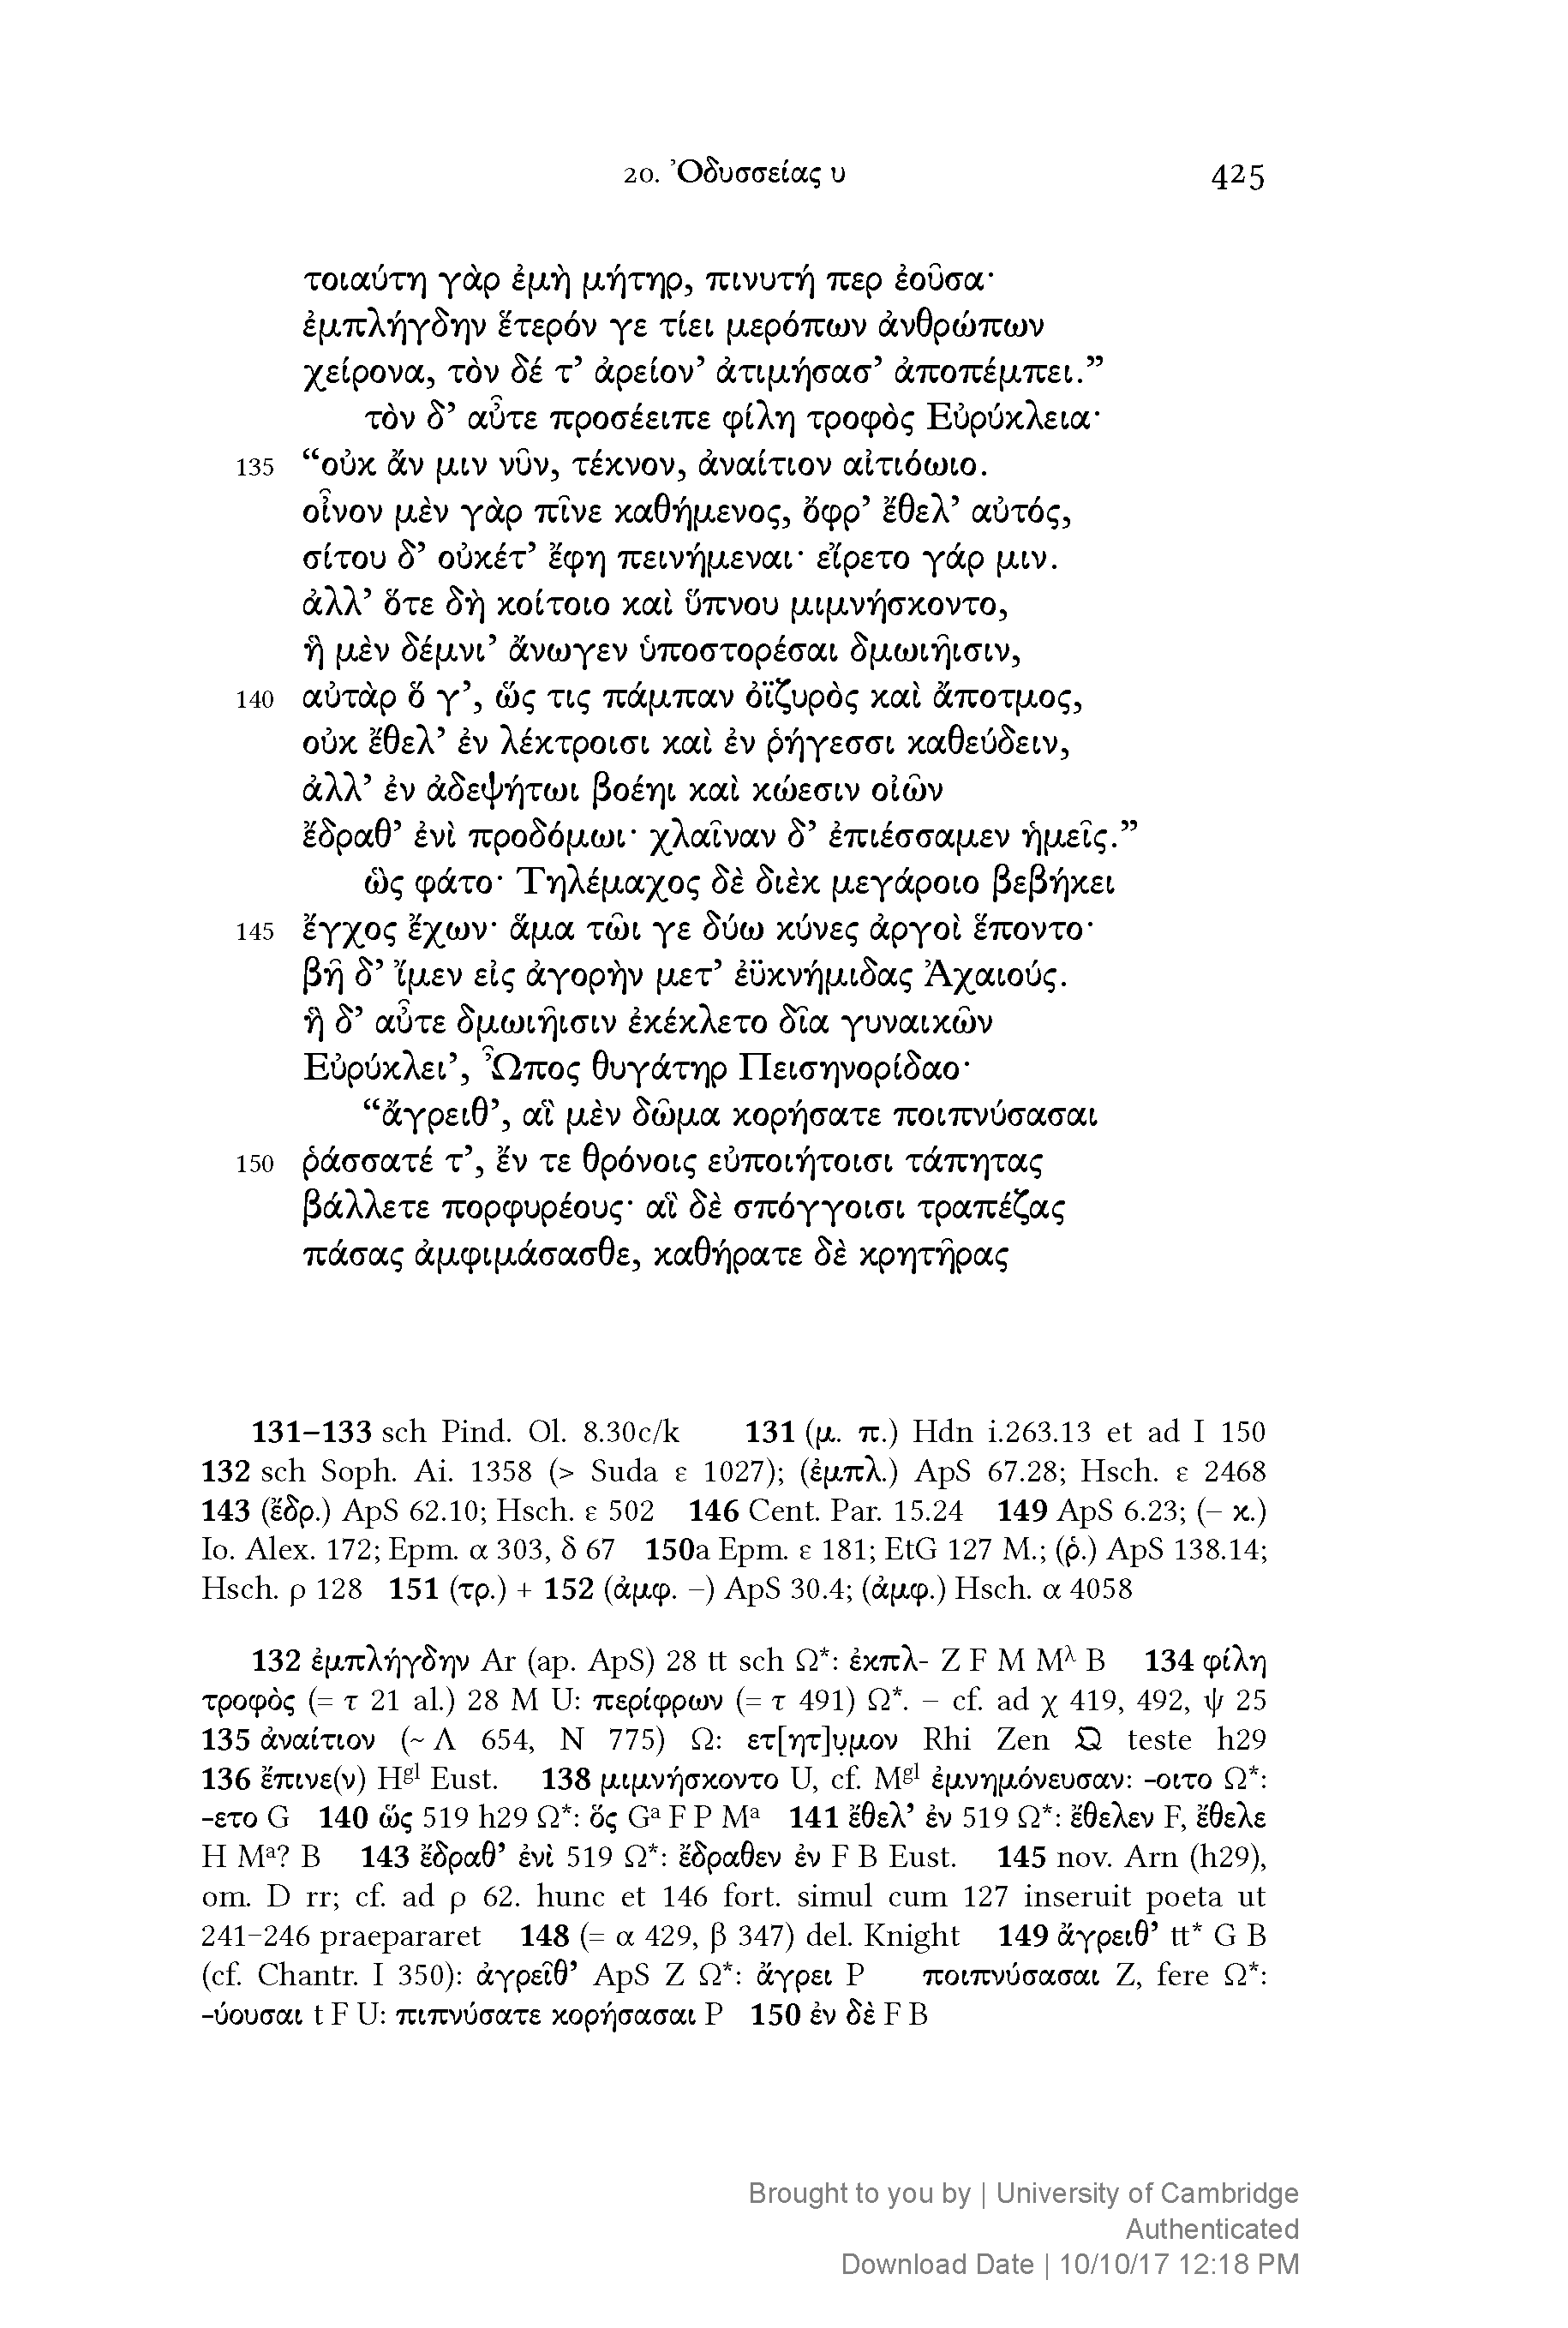 20. Ὀδυσσείας υ 425
τοιαύτη γὰρ ἐμὴ μήτηρ, πινυτή περ ἐοῦσα·
ἐμπλήγδην ἕτερόν γε τίει μερόπων ἀνθρώπων
χείρονα, τὸν δέ τ’ ἀρείον’ ἀτιμήσασ’ ἀποπέμπει.”
τὸν δ’ αὖτε προσέειπε φίλη τροφὸς Εὐρύκλεια·
135 “οὐκ ἄν μιν νῦν, τέκνον, ἀναίτιον αἰτιόωιο.
οἶνον μὲν γὰρ πῖνε καθήμενος, ὄφρ’ ἔθελ’ αὐτός,
σίτου δ’ οὐκέτ’ ἔφη πεινήμεναι· εἴρετο γάρ μιν.
ἀλλ’ ὅτε δὴ κοίτοιο καὶ ὕπνου μιμνήσκοντο,
ἣ μὲν δέμνι’ ἄνωγεν ὑποστορέσαι δμωιῆισιν,
140 αὐτὰρ ὅ γ’, ὥς τις πάμπαν ὀϊζυρὸς καὶ ἄποτμος,
οὐκ ἔθελ’ ἐν λέκτροισι καὶ ἐν ῥήγεσσι καθεύδειν,
ἀλλ’ ἐν ἀδεψήτωι βοέηι καὶ κώεσιν οἰῶν
ἔδραθ’ ἐνὶ προδόμωι· χλαῖναν δ’ ἐπιέσσαμεν ἡμεῖς.”
ὣς φάτο· Τηλέμαχος δὲ διὲκ μεγάροιο βεβήκει
145 ἔγχος ἔχων· ἅμα τῶι γε δύω κύνες ἀργοὶ ἕποντο·
βῆ δ’ ἴμεν εἰς ἀγορὴν μετ’ ἐϋκνήμιδας Ἀχαιούς.
ἣ δ’ αὖτε δμωιῆισιν ἐκέκλετο δῖα γυναικῶν
Εὐρύκλει’, Ὦπος θυγάτηρ Πεισηνορίδαο·
“ἄγρειθ’, αἳ μὲν δῶμα κορήσατε ποιπνύσασαι
150 ῥάσσατέ τ’, ἔν τε θρόνοις εὐποιήτοισι τάπητας
βάλλετε πορφυρέους· αἳ δὲ σπόγγοισι τραπέζας
πάσας ἀμφιμάσασθε, καθήρατε δὲ κρητῆρας
131–133 sch Pind. Ol. 8.30c/k 131 (μ. π.) Hdn i.263.13 et ad I 150
132 sch Soph. Ai. 1358 (> Suda ε 1027); (ἐμπλ.) ApS 67.28; Hsch. ε 2468
143 (ἔδρ.) ApS 62.10; Hsch. ε 502 146 Cent. Par. 15.24 149 ApS 6.23; (– κ.)
Io. Alex. 172; Epm. α 303, δ 67 150a Epm. ε 181; EtG 127 M.; (ῥ.) ApS 138.14;
Hsch. ρ 128 151 (τρ.) + 152 (ἀμφ. –) ApS 30.4; (ἀμφ.) Hsch. α 4058
132 ἐμπλήγδην Ar (ap. ApS) 28 tt sch Ω*: ἐκπλ- Z F M Mλ B 134 φίλη
τροφὸς (= τ 21 al.) 28 M U: περίφρων (= τ 491) Ω*. – cf. ad χ 419, 492, ψ 25
135 ἀναίτιον (~ Λ 654, Ν 775) Ω: ετ[ητ]υ̣μον Rhi Zen teste h29
136 ἔπινε(ν) Hgl Eust. 138 μιμνήσκοντο U, cf. Mgl ἐμνημόνευσαν: -οιτο Ω*:
-ετο G 140 ὥς 519 h29 Ω*: ὅς Ga F P Ma 141 ἔθελ’ ἐν 519 Ω*: ἔθελεν F, ἔθελε
H Ma? B 143 ἔδραθ’ ἐνὶ 519 Ω*: ἔδραθεν ἐν F B Eust. 145 nov. Arn (h29),
om. D rr; cf. ad ρ 62. hunc et 146 fort. simul cum 127 inseruit poeta ut
241–246 praepararet 148 (= α 429, β 347) del. Knight 149 ἄγρειθ’ tt* G B
(cf. Chantr. I 350): ἀγρεῖθ’ ApS Z Ω*: ἄγρει P ποιπνύσασαι Z, fere Ω*:
-ύουσαι t F U: πιπνύσατε κορήσασαι P 150 ἐν δὲ F B
Brought to you by | University of Cambridge
Authenticated
Download Date | 10/10/17 12:18 PM